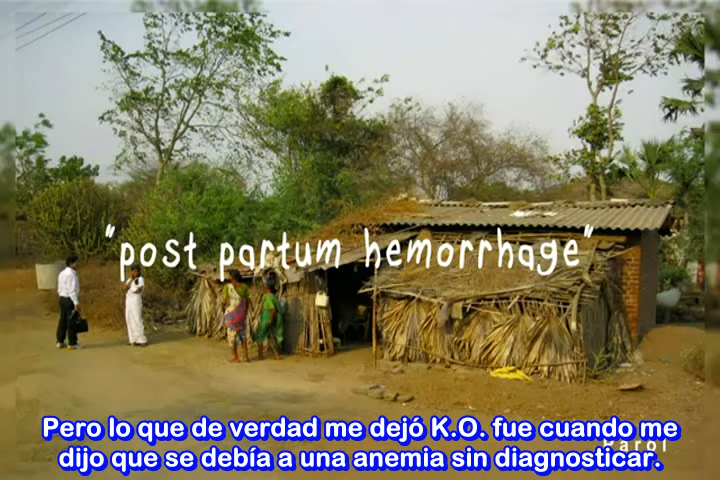 "post partum hemorrhage"
Pero lo que de verdad me dejó K.O. fue cuando me
dijo que se debía a una anemia sin diagnosticar.
Parol